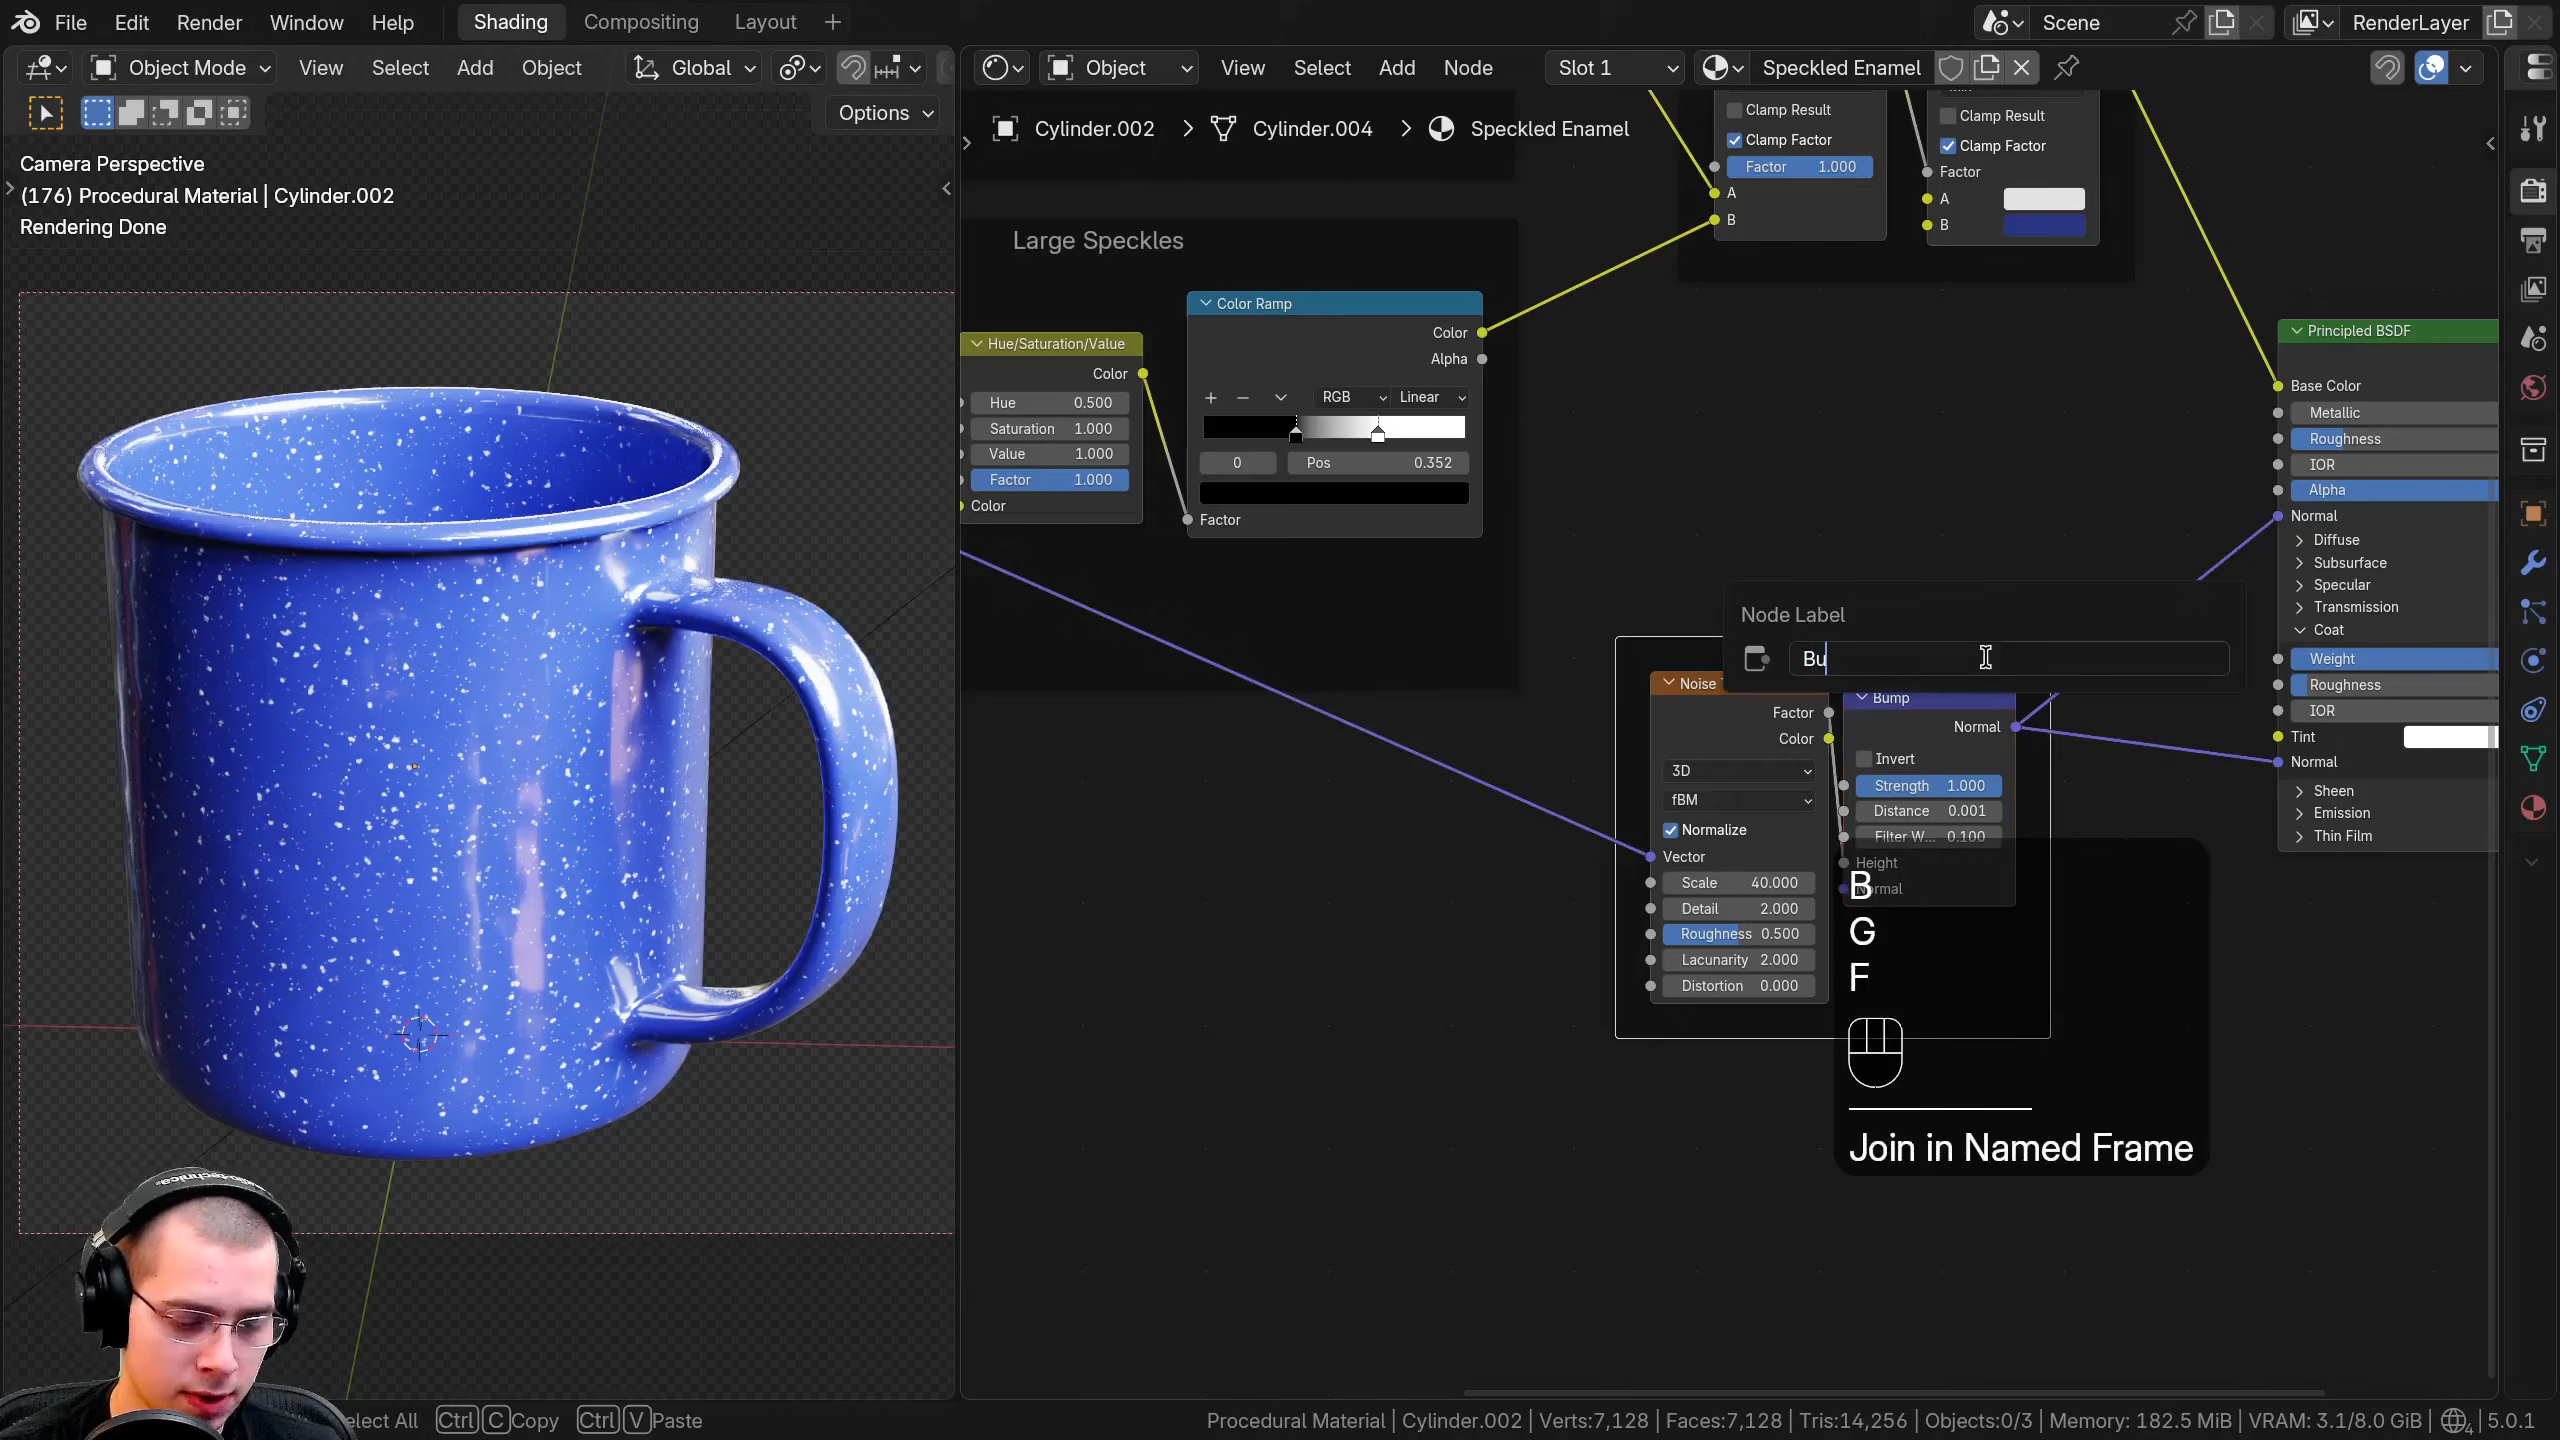 File Edit Render Window Help Shading Compositing Layout + Scene RenderLayer
Object Mode View Select Add Object Global
Object View Select Add Node Slot 1 Speckled Enamel
Options
Cylinder.002 > Cylinder.004 > Speckled Enamel
Camera Perspective
(176) Procedural Material | Cylinder.002
Rendering Done
Clamp Result
Clamp Factor
Factor 1.000
A
B
Clamp Result
Clamp Factor
Factor
A
B
Large Speckles
Hue/Saturation/Value
Color
Hue 0.500
Saturation 1.000
Value 1.000
Factor 1.000
Color
Color Ramp
Color
Alpha
RGB Linear
0 Pos 0.352
Factor
Principled BSDF
Base Color
Metallic
Roughness
IOR
Alpha
Normal
Diffuse
Subsurface
Specular
Transmission
Coat
Weight
Roughness
IOR
Tint
Normal
Sheen
Emission
Thin Film
Node Label
Bu
Noise
Factor
Color
3D
fBM
Normalize
Vector
Scale 40.000
Detail 2.000
Roughness 0.500
Lacunarity 2.000
Distortion 0.000
Bump
Normal
Invert
Strength 1.000
Distance 0.001
Filter W... 0.100
Height
Normal
B
G
F
Join in Named Frame
Select All Ctrl C Copy Ctrl V Paste
Procedural Material | Cylinder.002 | Verts:7,128 | Faces:7,128 | Tris:14,256 | Objects:0/3 | Memory: 182.5 MiB | VRAM: 3.1/8.0 GiB | 4 | 5.0.1